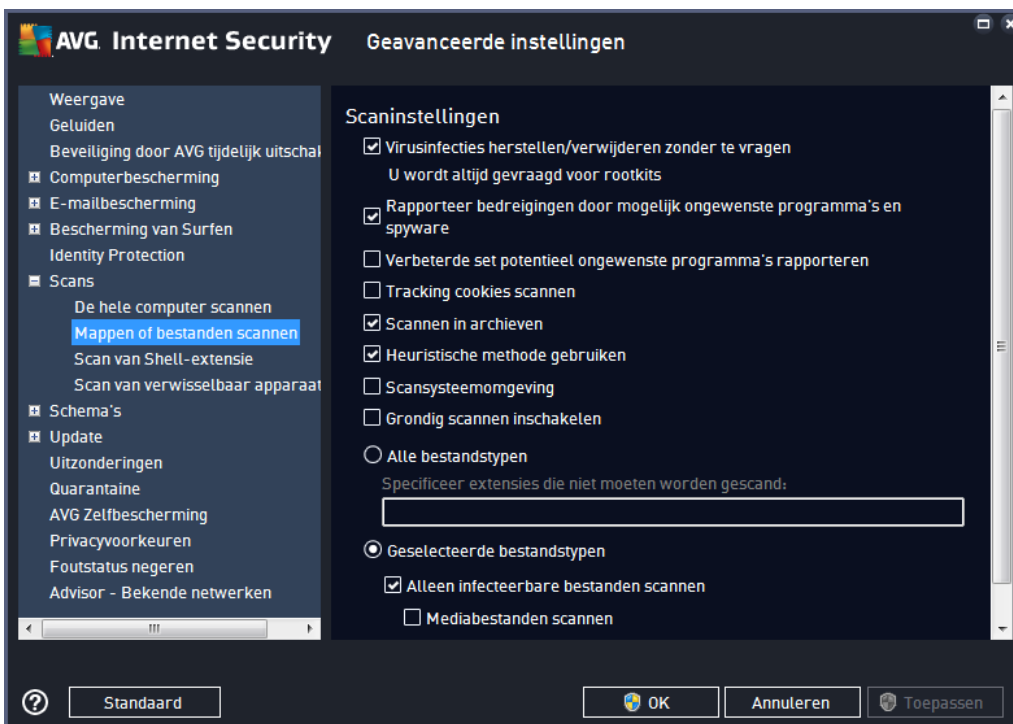 AVG. Internet Security
Geavanceerde instellingen
Weergave
Geluiden
Beveiliging door AVG tijdelijk uitschak
Computerbescherming
E-mailbescherming
Bescherming van Surfen
Identity Protection
Scans
De hele computer scannen
Mappen of bestanden scannen
Scan van Shell-extensie
Scan van verwisselbaar apparaat
Schema's
Update
Uitzonderingen
Quarantaine
AVG Zelfbescherming
Privacyvoorkeuren
Foutstatus negeren
Advisor - Bekende netwerken
Scaninstellingen
Virusinfecties herstellen/verwijderen zonder te vragen
U wordt altijd gevraagd voor rootkits
Rapporteer bedreigingen door mogelijk ongewenste programma's en
spyware
Verbeterde set potentieel ongewenste programma's rapporteren
Tracking cookies scannen
Scannen in archieven
Heuristische methode gebruiken
Scansysteemomgeving
Grondig scannen inschakelen
Alle bestandstypen
Specificeer extensies die niet moeten worden gescand:
Geselecteerde bestandstypen
Alleen infecteerbare bestanden scannen
Mediabestanden scannen
Standaard
OK
Annuleren
Toepassen